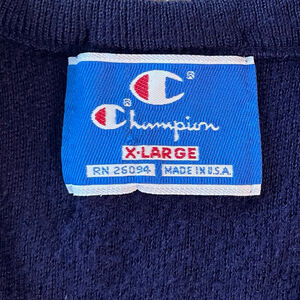 Champion
X-LARGE
RN 26094 MADE IN U.S.A.